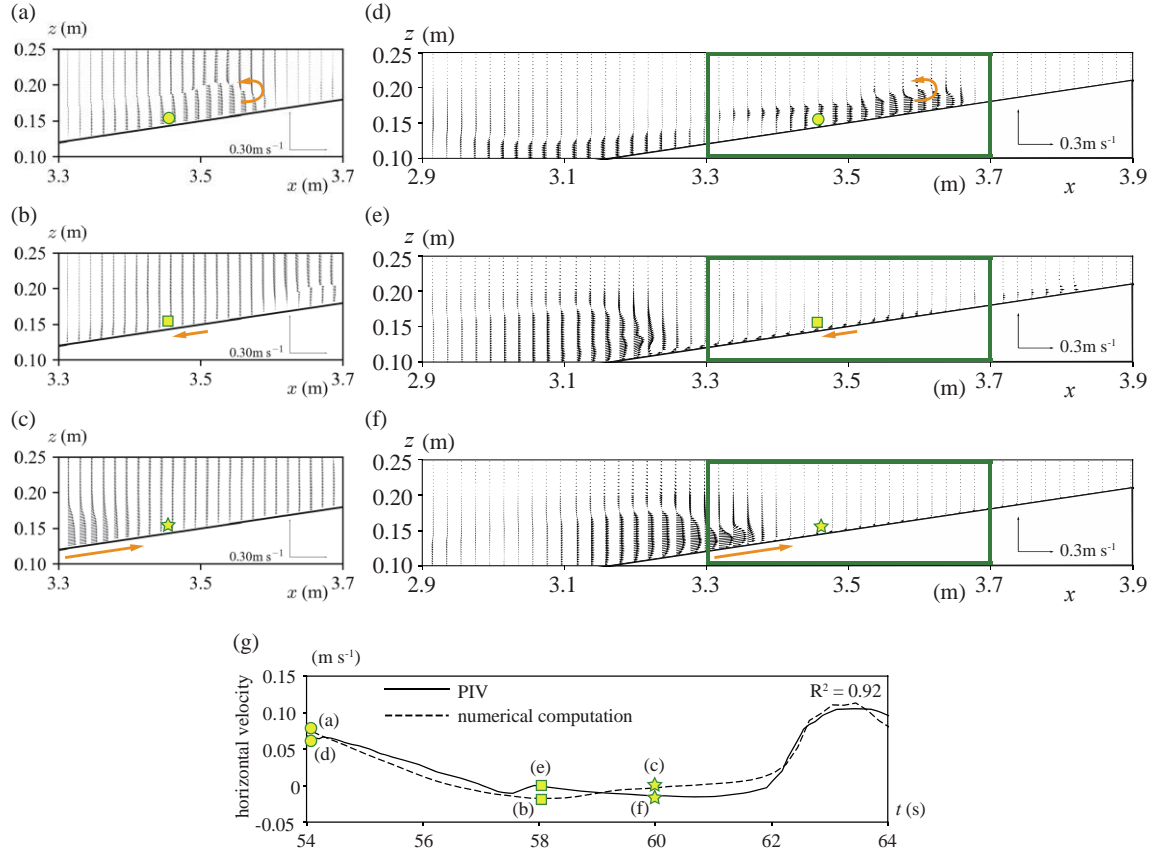 (a)
z (m)
0.25
0.20
0.15
0.10
0.30m s⁻¹
3.3 3.5 3.7
x (m)
(d)
z (m)
0.25
0.20
0.15
0.10
0.3m s⁻¹
2.9 3.1 3.3 3.5 3.7 3.9
(m) x
(b)
z (m)
0.25
0.20
0.15
0.10
0.30m s⁻¹
3.3 3.5 3.7
x (m)
(e)
z (m)
0.25
0.20
0.15
0.10
0.3m s⁻¹
2.9 3.1 3.3 3.5 3.7 3.9
(m) x
(c)
z (m)
0.25
0.20
0.15
0.10
0.30m s⁻¹
3.3 3.5 3.7
x (m)
(f)
z (m)
0.25
0.20
0.15
0.10
0.3m s⁻¹
2.9 3.1 3.3 3.5 3.7 3.9
(m) x
(g)
(m s⁻¹)
horizontal velocity
0.15
0.10
0.05
0
-0.05
PIV
numerical computation
R² = 0.92
(a)
(d)
(e)
(b)
(c)
(f)
t (s)
54 56 58 60 62 64